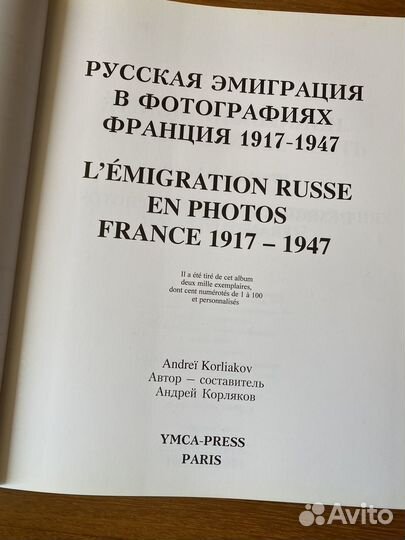 РУССКАЯ ЭМИГРАЦИЯ
В ФОТОГРАФИЯХ
ФРАНЦИЯ 1917-1947
L'ÉMIGRATION RUSSE
EN PHOTOS
FRANCE 1917 – 1947
Il a été tiré de cet album
deux mille exemplaires,
dont cent numérotés de 1 à 100
et personnalisés
Andreï Korliakov
Автор — составитель
Андрей Корляков
YMCA-PRESS
PARIS
Avito